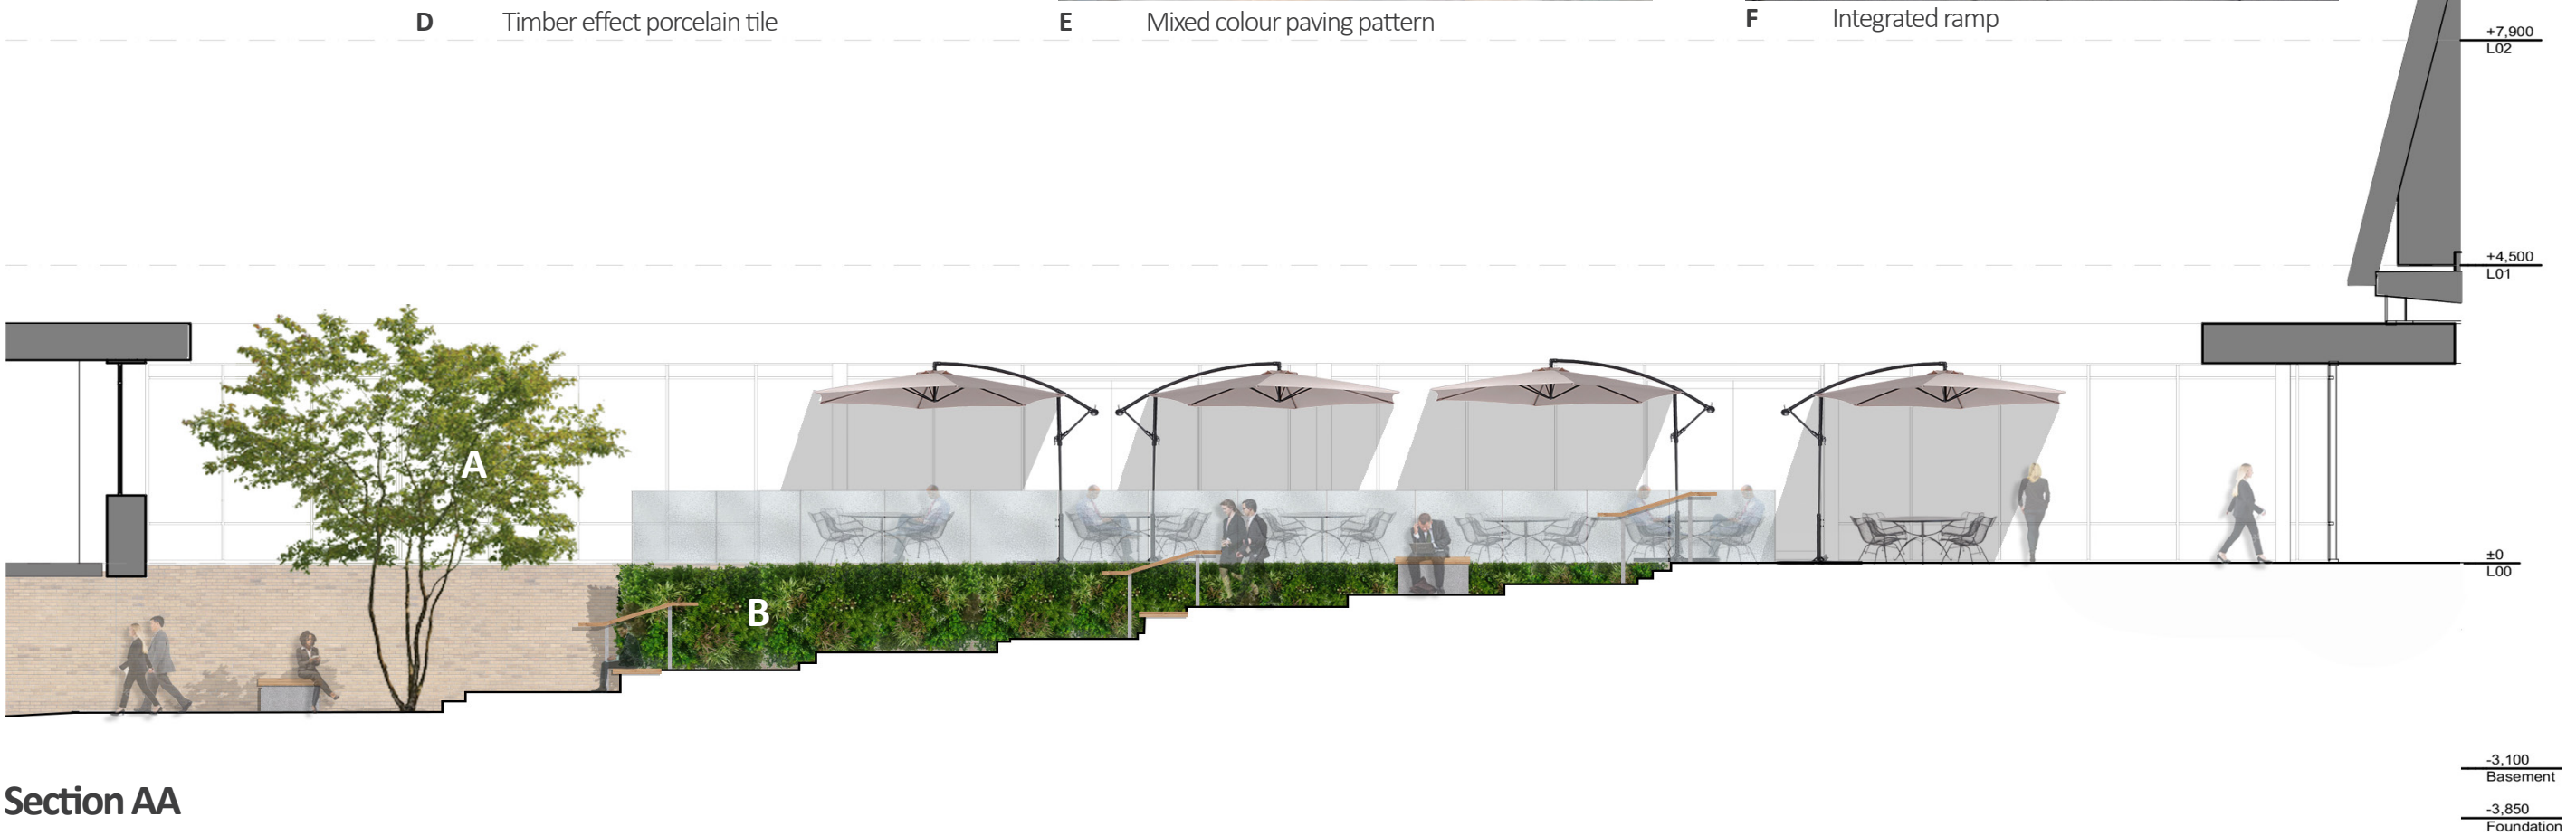 D Timber effect porcelain tile
E Mixed colour paving pattern
F Integrated ramp
+7,900
L02
+4,500
L01
A
±0
L00
B
-3,100
Basement
Section AA
-3,850
Foundation